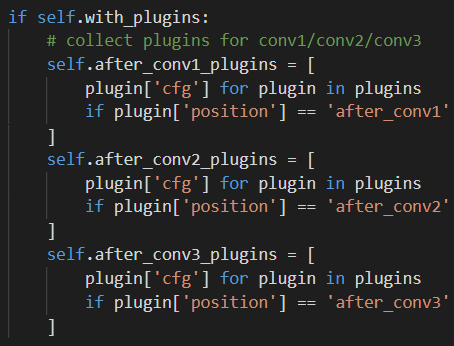 if self.with_plugins:
    # collect plugins for conv1/conv2/conv3
    self.after_conv1_plugins = [
        plugin['cfg'] for plugin in plugins
        if plugin['position'] == 'after_conv1'
    ]
    self.after_conv2_plugins = [
        plugin['cfg'] for plugin in plugins
        if plugin['position'] == 'after_conv2'
    ]
    self.after_conv3_plugins = [
        plugin['cfg'] for plugin in plugins
        if plugin['position'] == 'after_conv3'
    ]